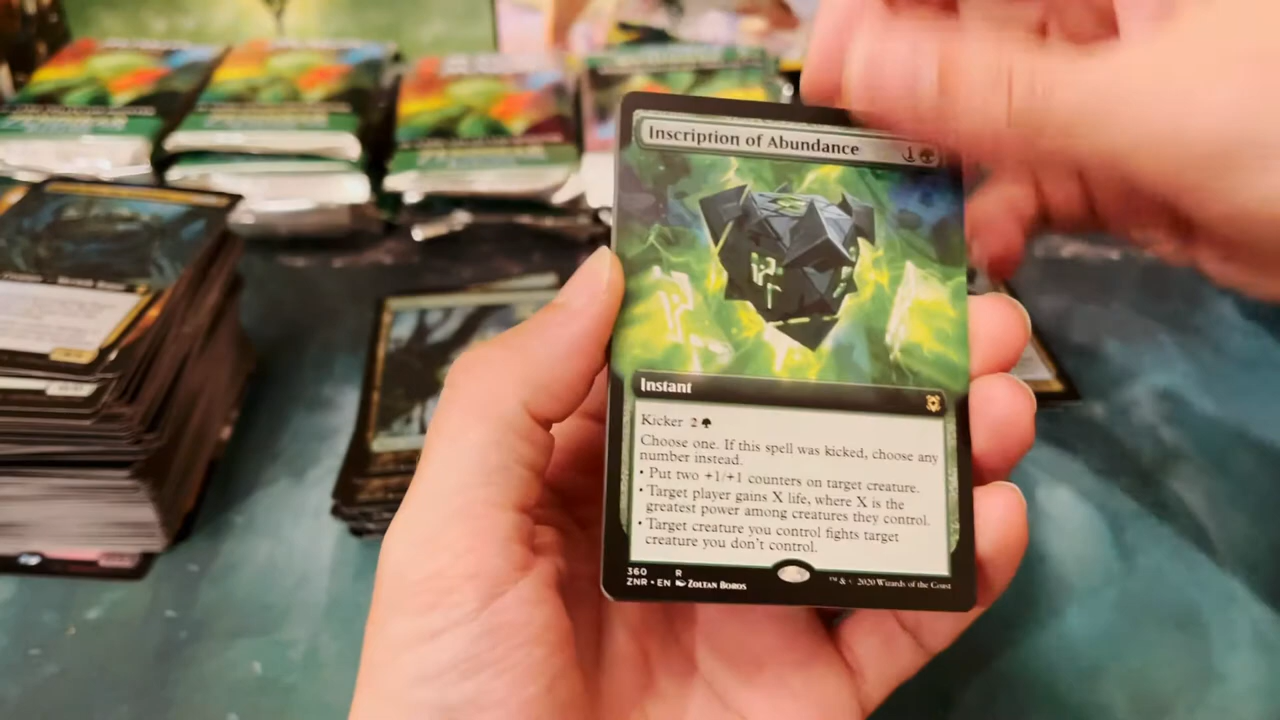 Inscription of Abundance 1
Instant
Kicker 2
Choose one. If this spell was kicked, choose any
number instead.
• Put two +1/+1 counters on target creature.
• Target player gains X life, where X is the
greatest power among creatures they control.
• Target creature you control fights target
creature you don't control.
360 R
ZNR • EN ZOLTAN BOROS
™ & © 2020 Wizards of the Coast